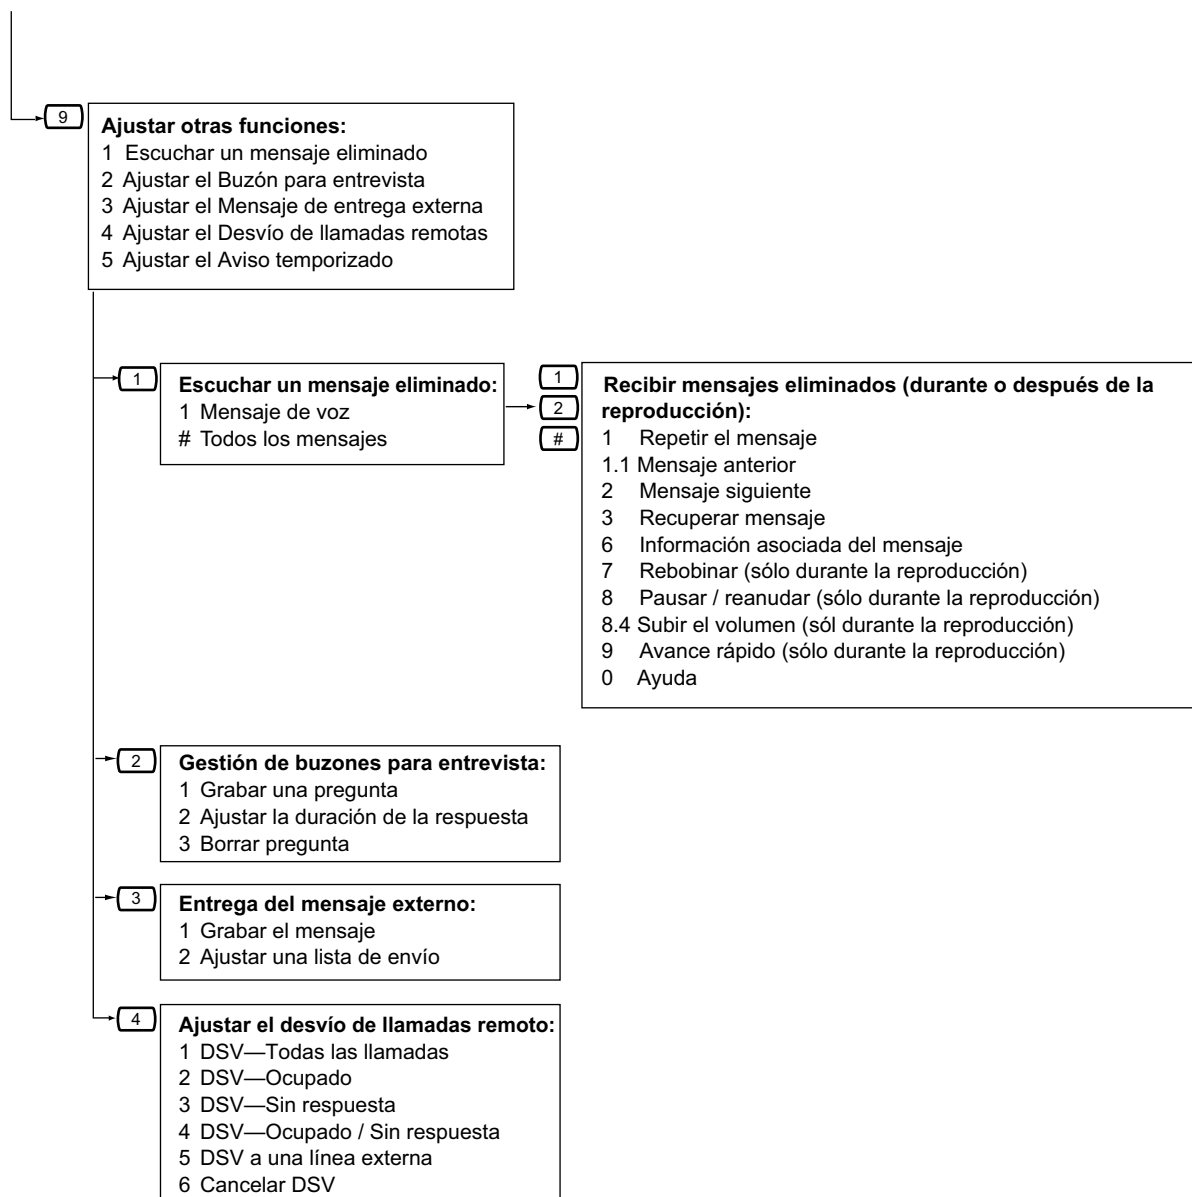 9
Ajustar otras funciones:
1 Escuchar un mensaje eliminado
2 Ajustar el Buzón para entrevista
3 Ajustar el Mensaje de entrega externa
4 Ajustar el Desvío de llamadas remotas
5 Ajustar el Aviso temporizado
1
Escuchar un mensaje eliminado:
1 Mensaje de voz
# Todos los mensajes
1
2
#
Recibir mensajes eliminados (durante o después de la
reproducción):
1 Repetir el mensaje
1.1 Mensaje anterior
2 Mensaje siguiente
3 Recuperar mensaje
6 Información asociada del mensaje
7 Rebobinar (sólo durante la reproducción)
8 Pausar / reanudar (sólo durante la reproducción)
8.4 Subir el volumen (sól durante la reproducción)
9 Avance rápido (sólo durante la reproducción)
0 Ayuda
2
Gestión de buzones para entrevista:
1 Grabar una pregunta
2 Ajustar la duración de la respuesta
3 Borrar pregunta
3
Entrega del mensaje externo:
1 Grabar el mensaje
2 Ajustar una lista de envío
4
Ajustar el desvío de llamadas remoto:
1 DSV—Todas las llamadas
2 DSV—Ocupado
3 DSV—Sin respuesta
4 DSV—Ocupado / Sin respuesta
5 DSV a una línea externa
6 Cancelar DSV